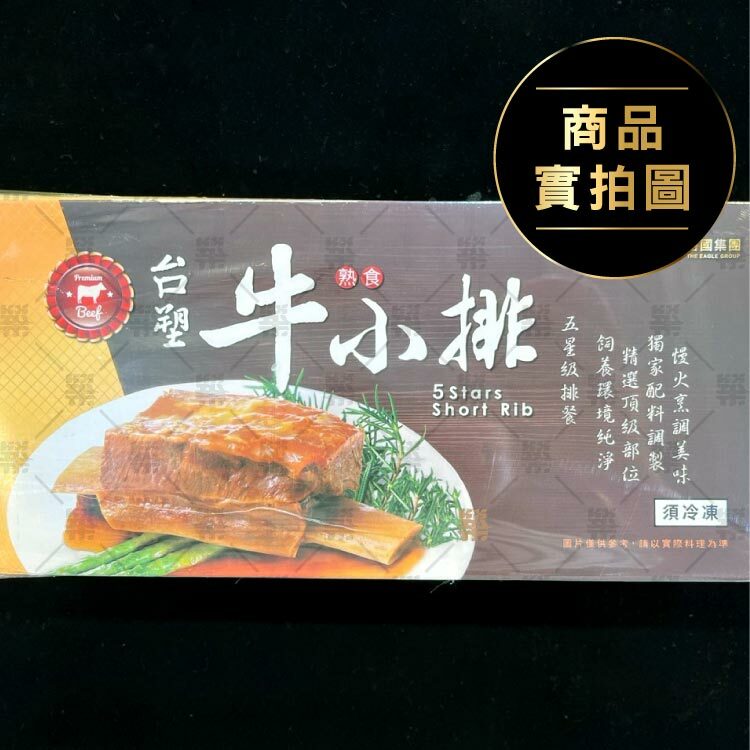 商品
實拍圖
國集團
THE EAGLE GROUP
Premium
Beef
台塑
牛小排
熟食
5 Stars
Short Rib
五星級排餐
慢火烹調美味
獨家配料調製
精選頂級部位
飼養環境純淨
須冷凍
圖片僅供參考，請以實際料理為準